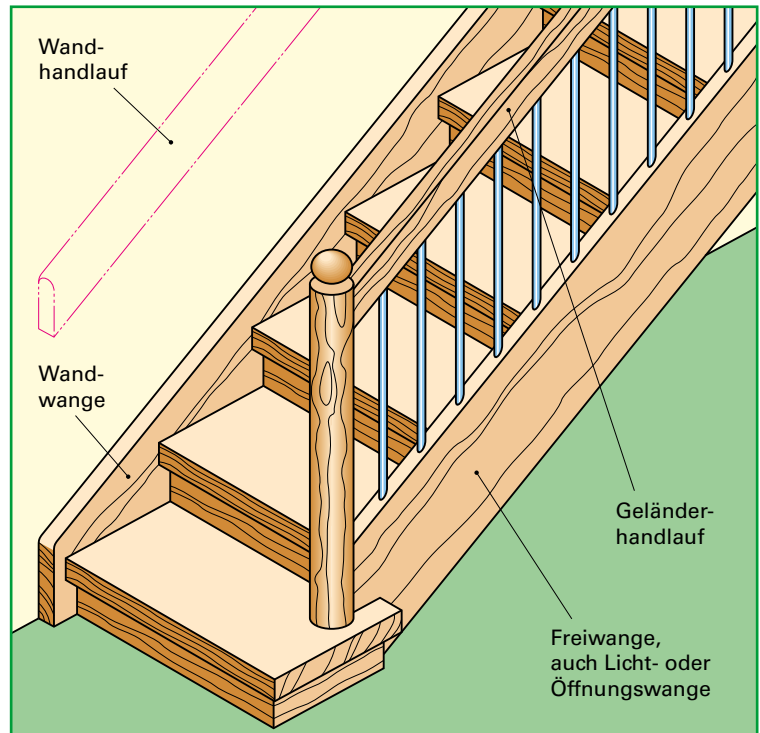 Wand-
handlauf
Wand-
wange
Geländer-
handlauf
Freiwange,
auch Licht- oder
Öffnungswange